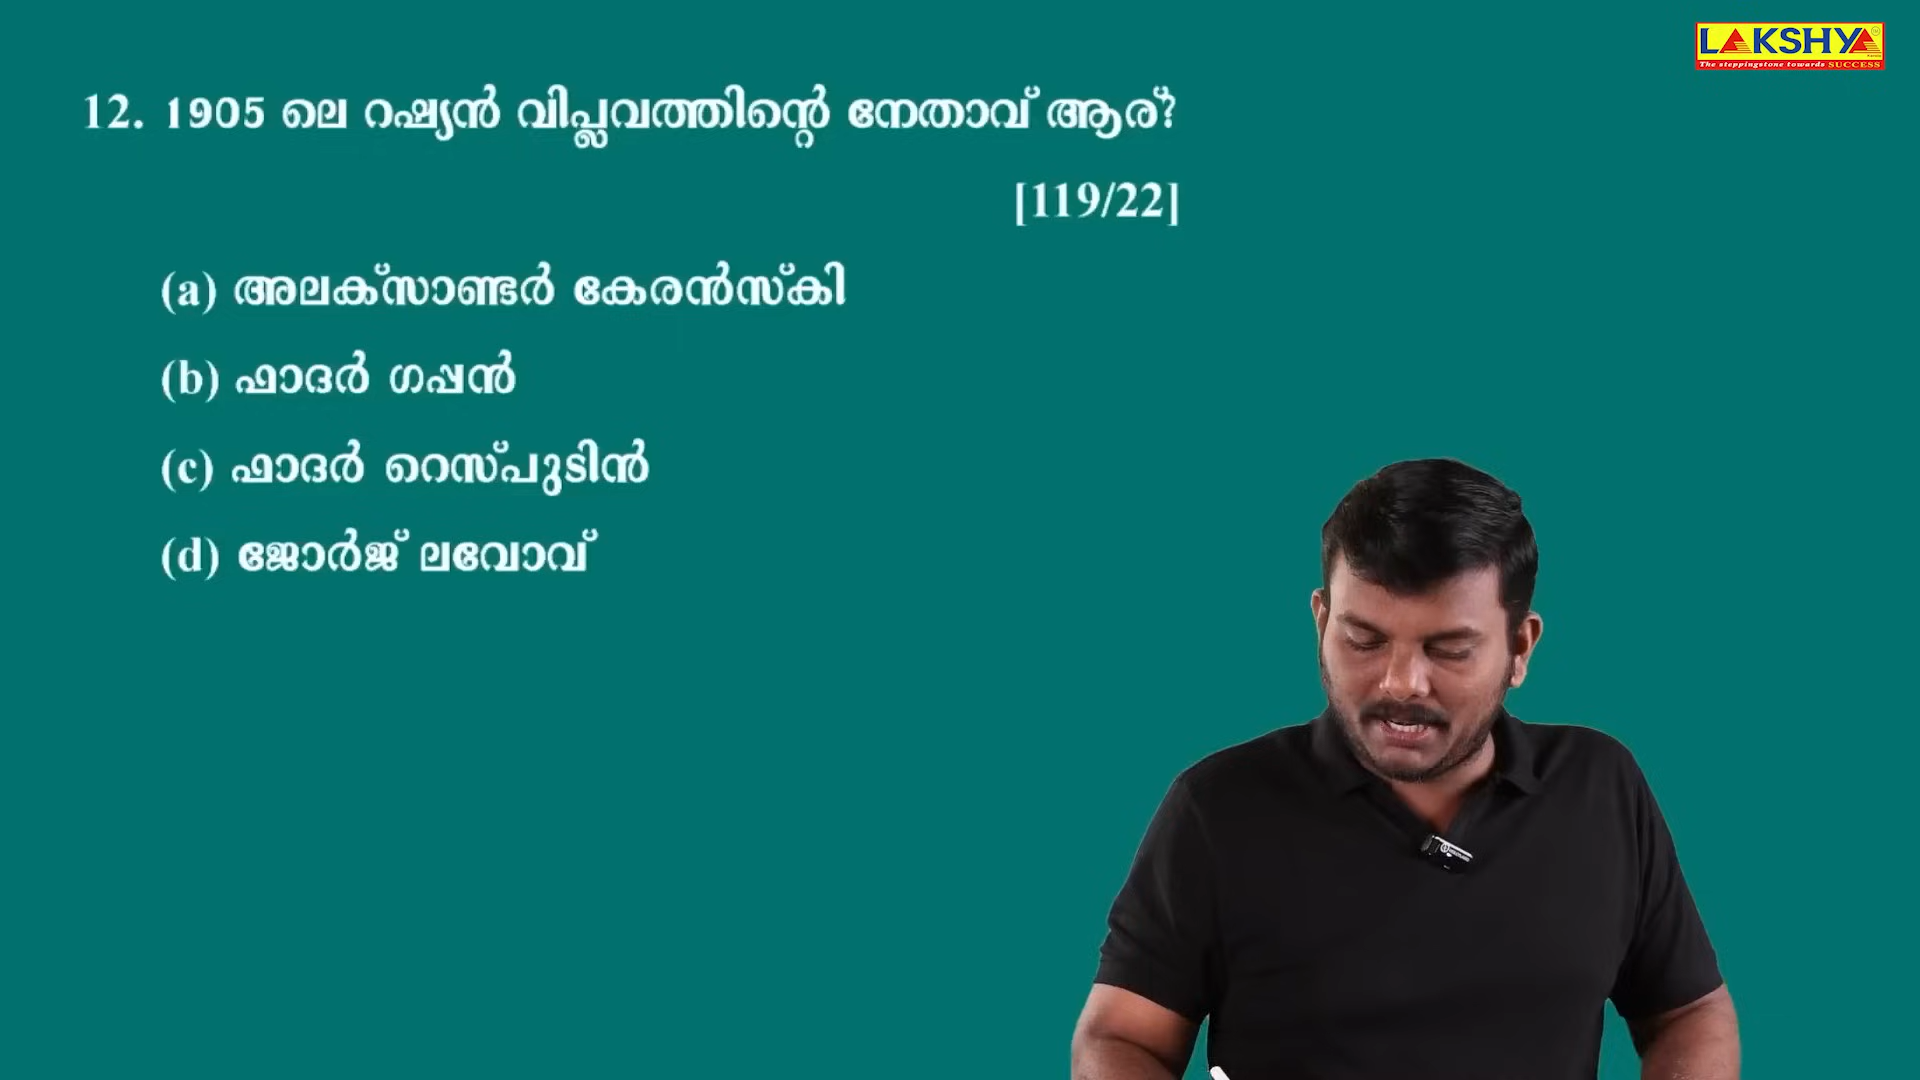 LAKSHYA
The steppingstone towards SUCCESS
12. 1905 ലെ റഷ്യൻ വിപ്ലവത്തിന്റെ നേതാവ് ആര്?
[119/22]
(a) അലക്സാണ്ടർ കേരൻസ്കി
(b) ഫാദർ ഗപ്പൻ
(c) ഫാദർ റെസ്പുടിൻ
(d) ജോർജ് ലവോവ്